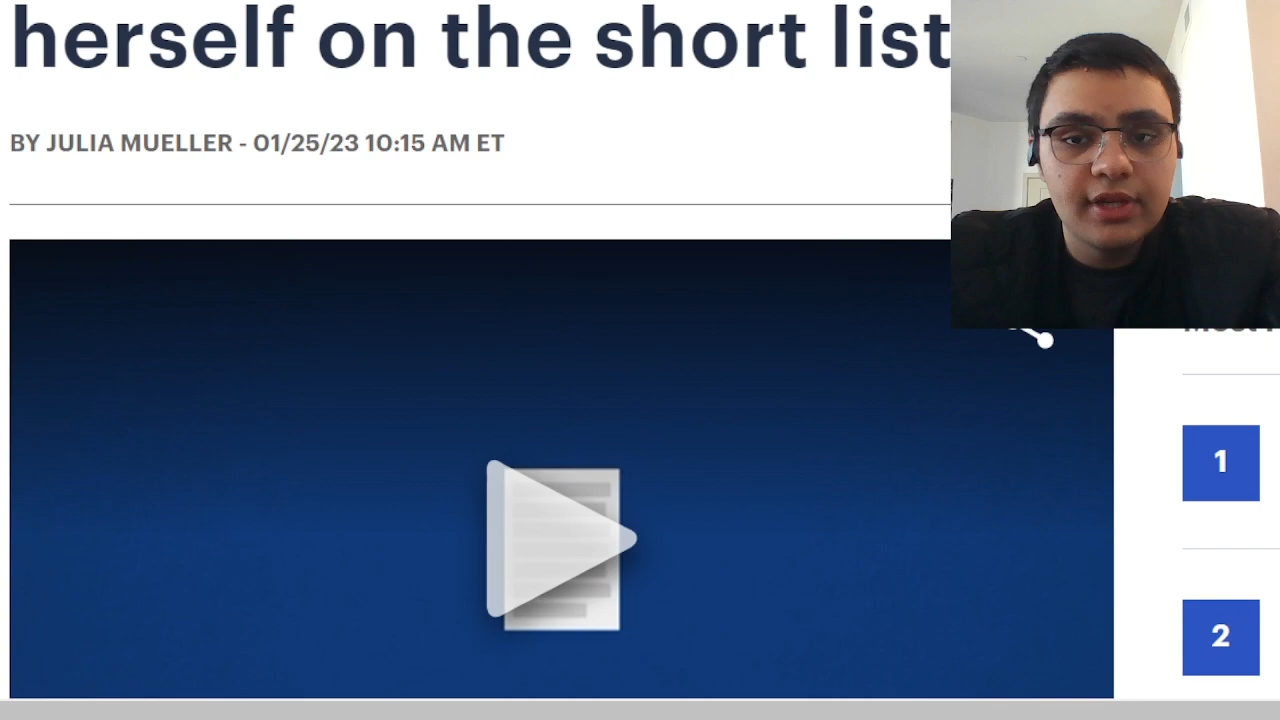 herself on the short list
BY JULIA MUELLER - 01/25/23 10:15 AM ET
1
2